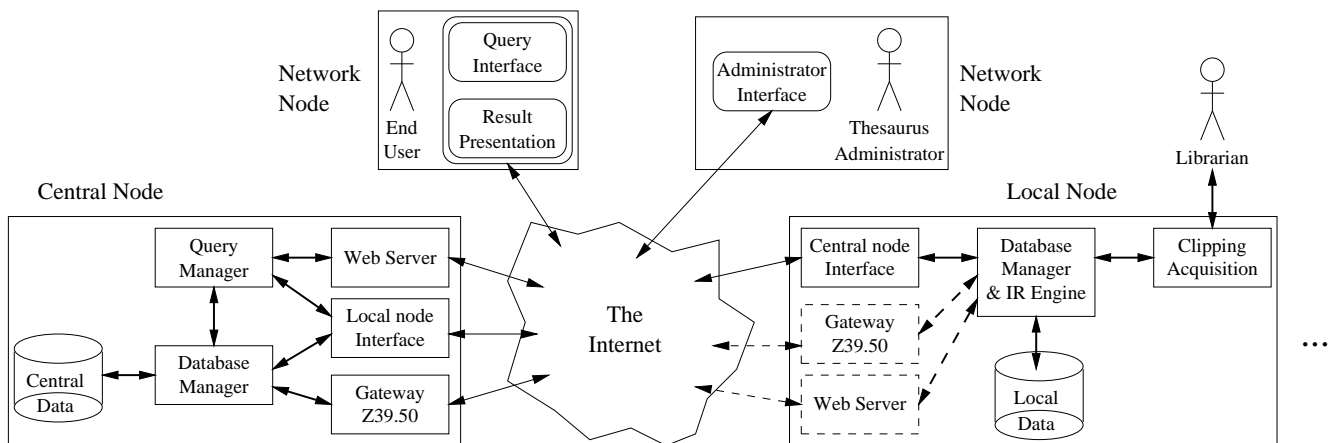 Network
Node
End
User
Query
Interface
Result
Presentation
Administrator
Interface
Thesaurus
Administrator
Network
Node
Librarian
Central Node
Query
Manager
Web Server
Local node
Interface
Central
Data
Database
Manager
Gateway
Z39.50
The
Internet
Local Node
Central node
Interface
Database
Manager
& IR Engine
Clipping
Acquisition
Gateway
Z39.50
Web Server
Local
Data
...